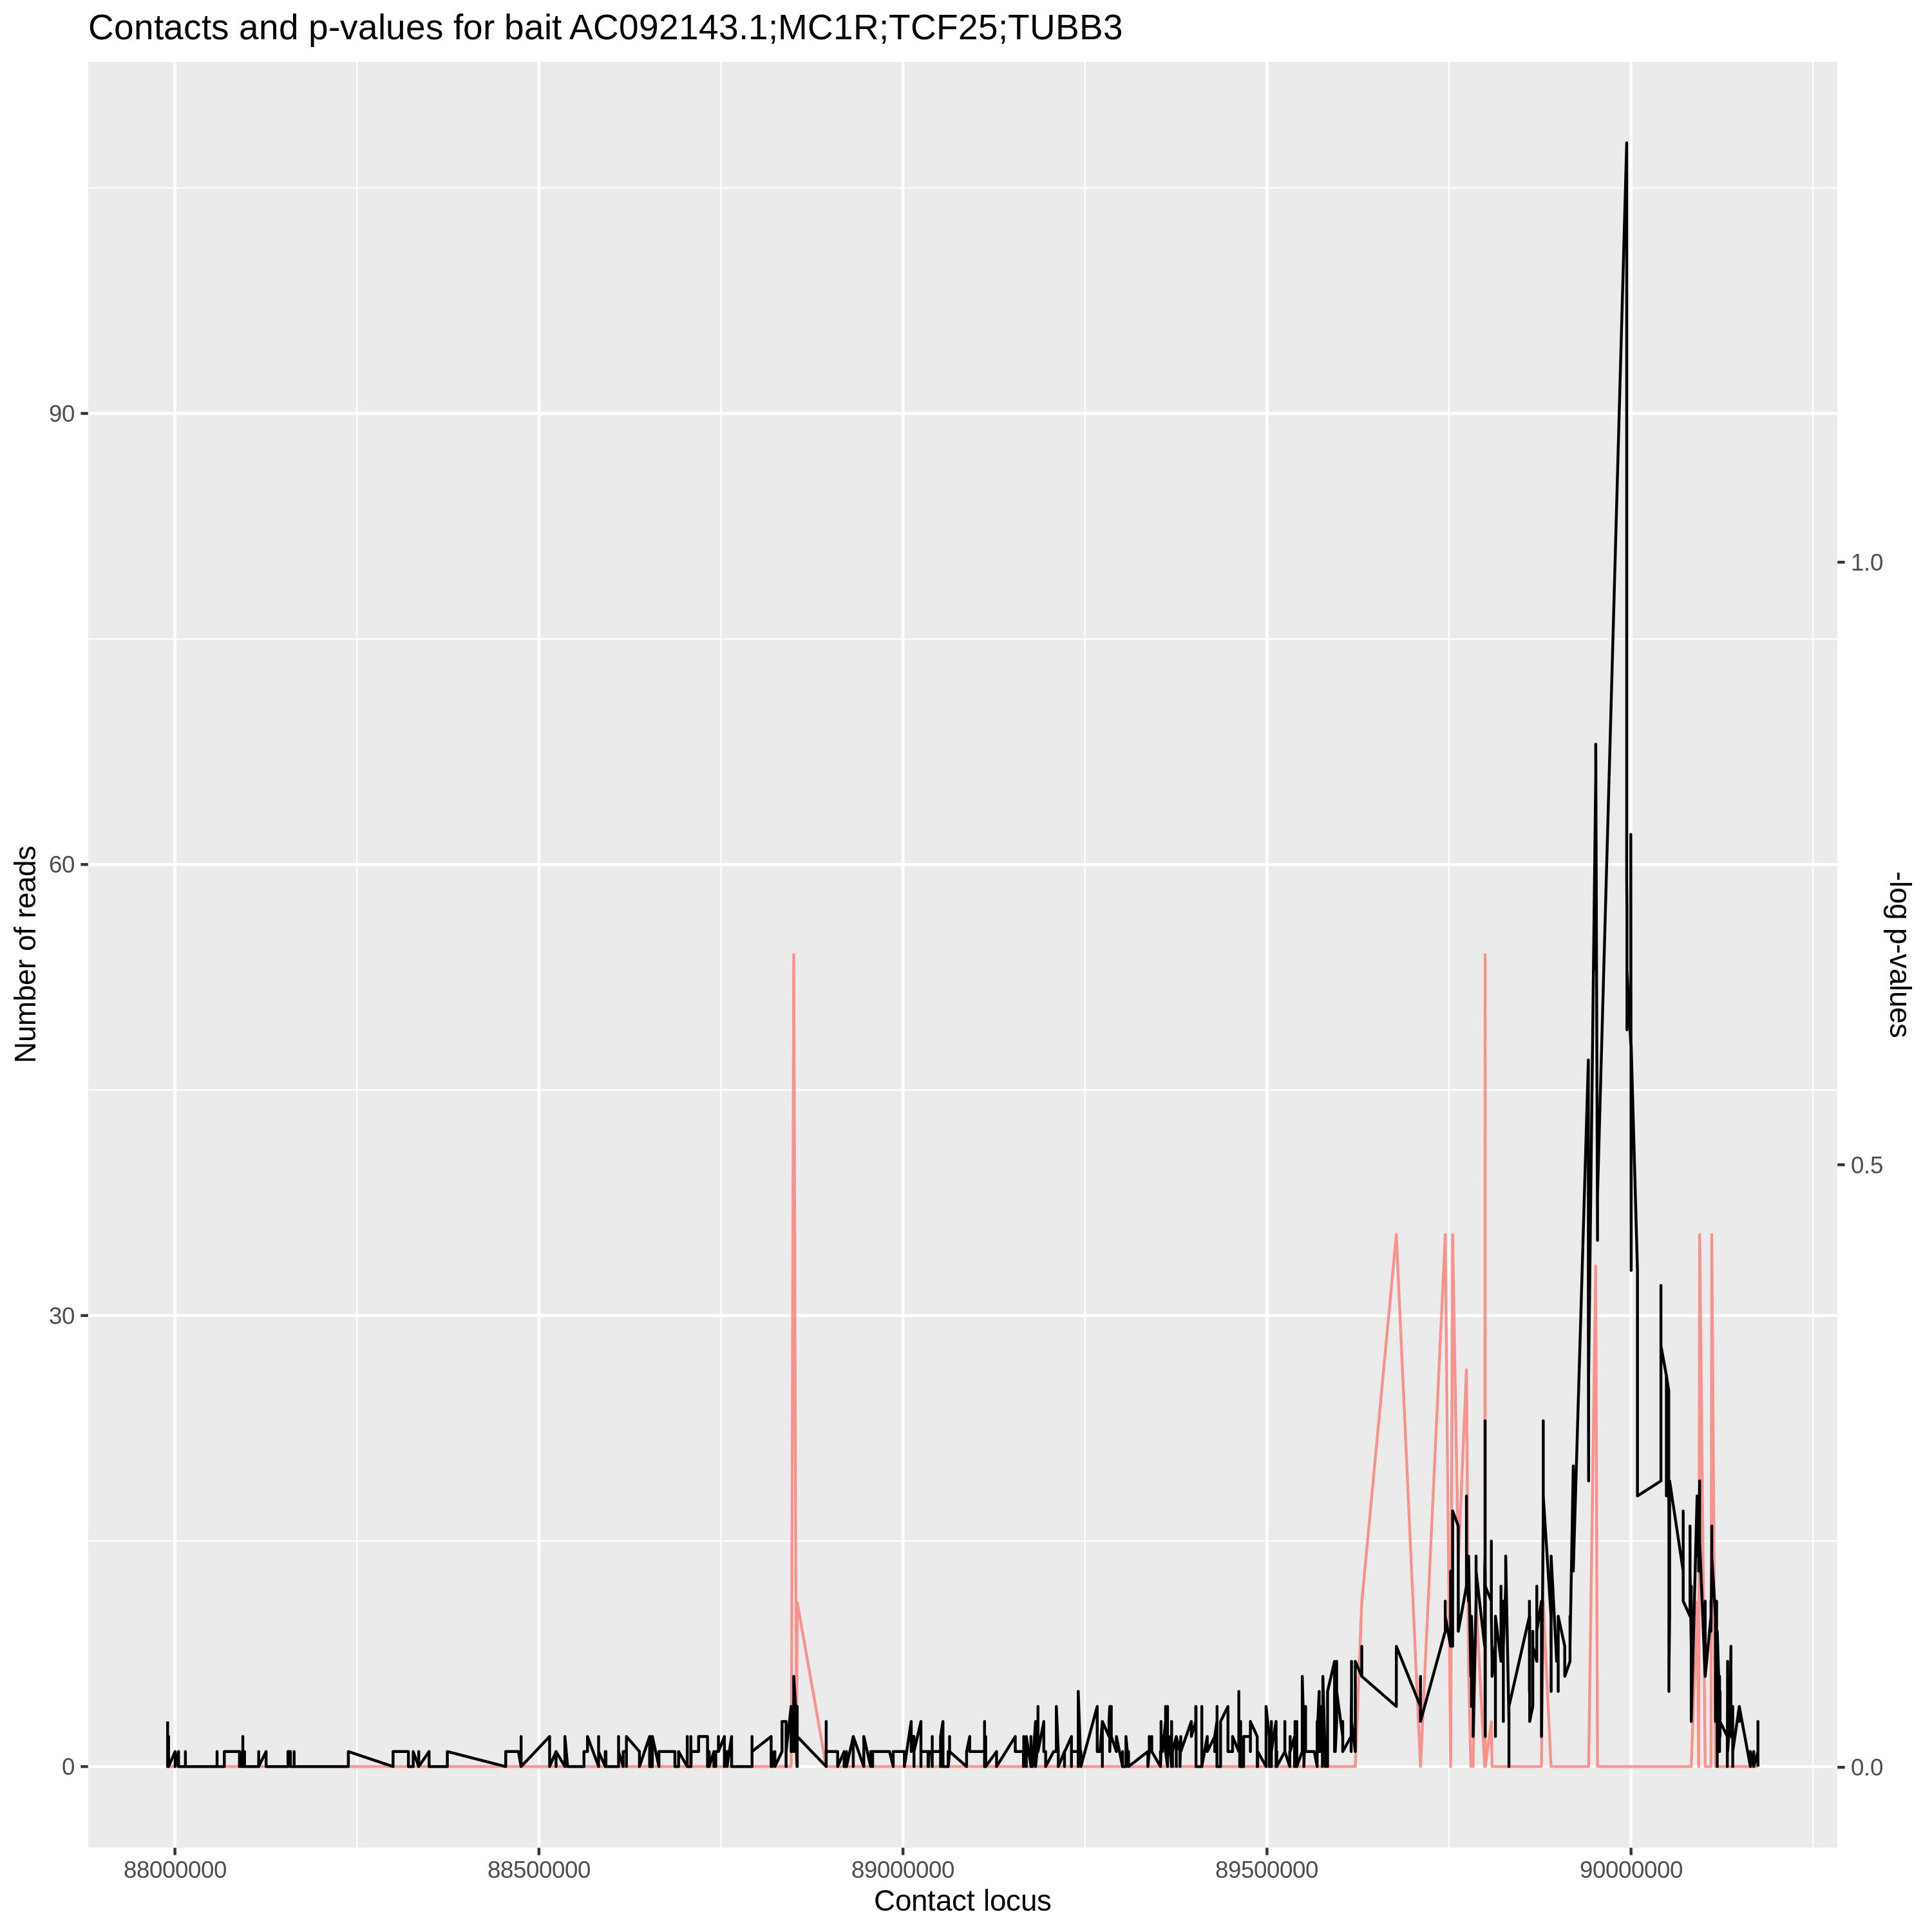 Contacts and p-values for bait AC092143.1;MC1R;TCF25;TUBB3
90
60
30
0
Number of reads
1.0
0.5
0.0
-log p-values
88000000 88500000 89000000 89500000 90000000
Contact locus